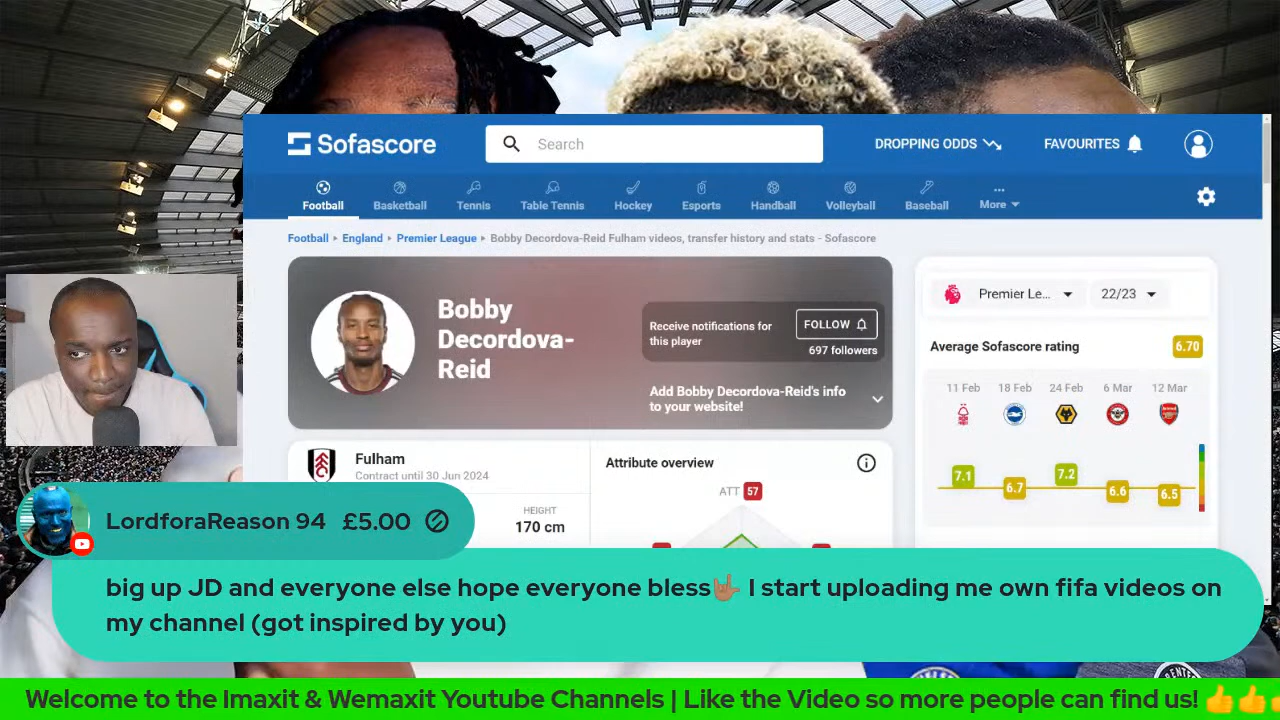 Sofascore
Search
DROPPING ODDS
FAVOURITES
Football
Basketball
Tennis
Table Tennis
Hockey
Esports
Handball
Volleyball
Baseball
More
Football England Premier League Bobby Decordova-Reid Fulham videos, transfer history and stats - Sofascore
Bobby
Decordova-
Reid
Receive notifications for
this player
FOLLOW
697 followers
Add Bobby Decordova-Reid's info
to your website!
Premier Le...
22/23
Average Sofascore rating
6.70
11 Feb 18 Feb 24 Feb 6 Mar 12 Mar
7.1 6.7 7.2 6.6 6.5
Fulham
Contract until 30 Jun 2024
HEIGHT
170 cm
Attribute overview
ATT 57
LordforaReason 94 £5.00
big up JD and everyone else hope everyone bless🤟🏽 I start uploading me own fifa videos on
my channel (got inspired by you)
Welcome to the Imaxit & Wemaxit Youtube Channels | Like the Video so more people can find us! 👍👍